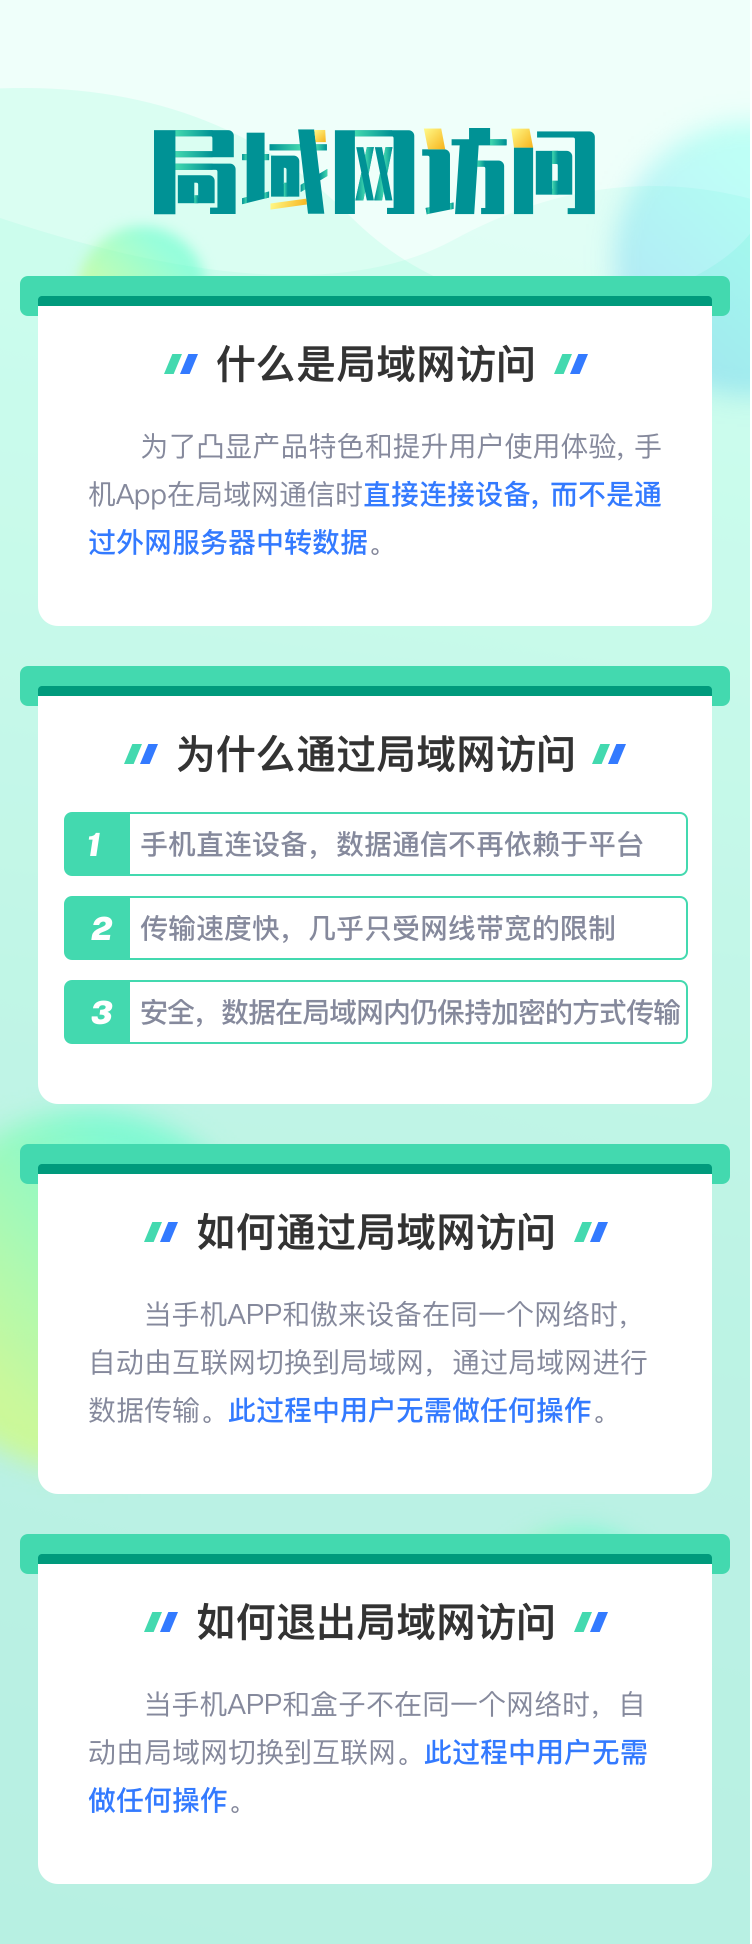 局域网访问
什么是局域网访问
为了凸显产品特色和提升用户使用体验, 手
机App在局域网通信时直接连接设备, 而不是通
过外网服务器中转数据。
为什么通过局域网访问
1 手机直连设备，数据通信不再依赖于平台
2 传输速度快，几乎只受网线带宽的限制
3 安全，数据在局域网内仍保持加密的方式传输
如何通过局域网访问
当手机APP和傲来设备在同一个网络时，
自动由互联网切换到局域网，通过局域网进行
数据传输。此过程中用户无需做任何操作。
如何退出局域网访问
当手机APP和盒子不在同一个网络时，自
动由局域网切换到互联网。此过程中用户无需
做任何操作。